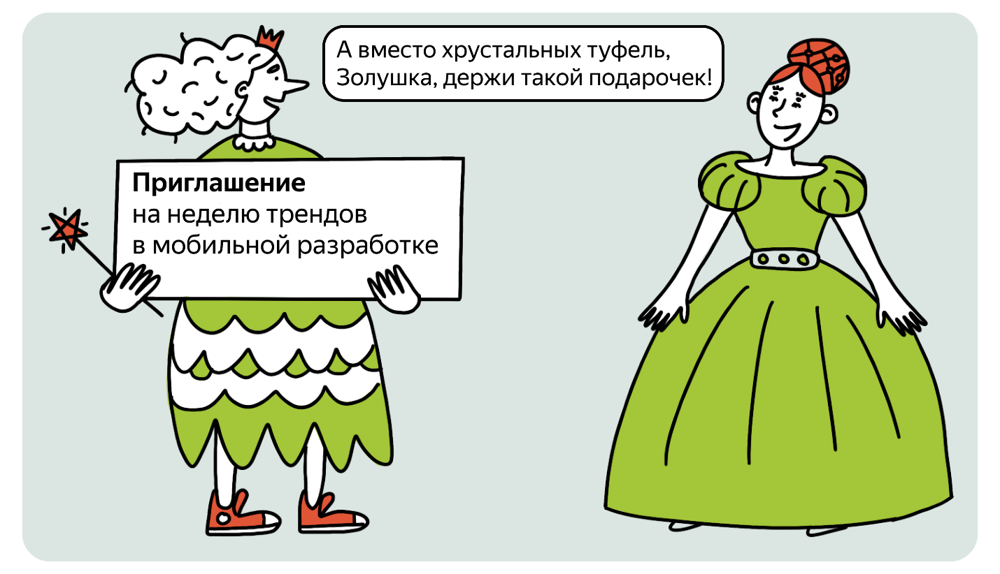 А вместо хрустальных туфель,
Золушка, держи такой подарочек!
Приглашение
на неделю трендов
в мобильной разработке